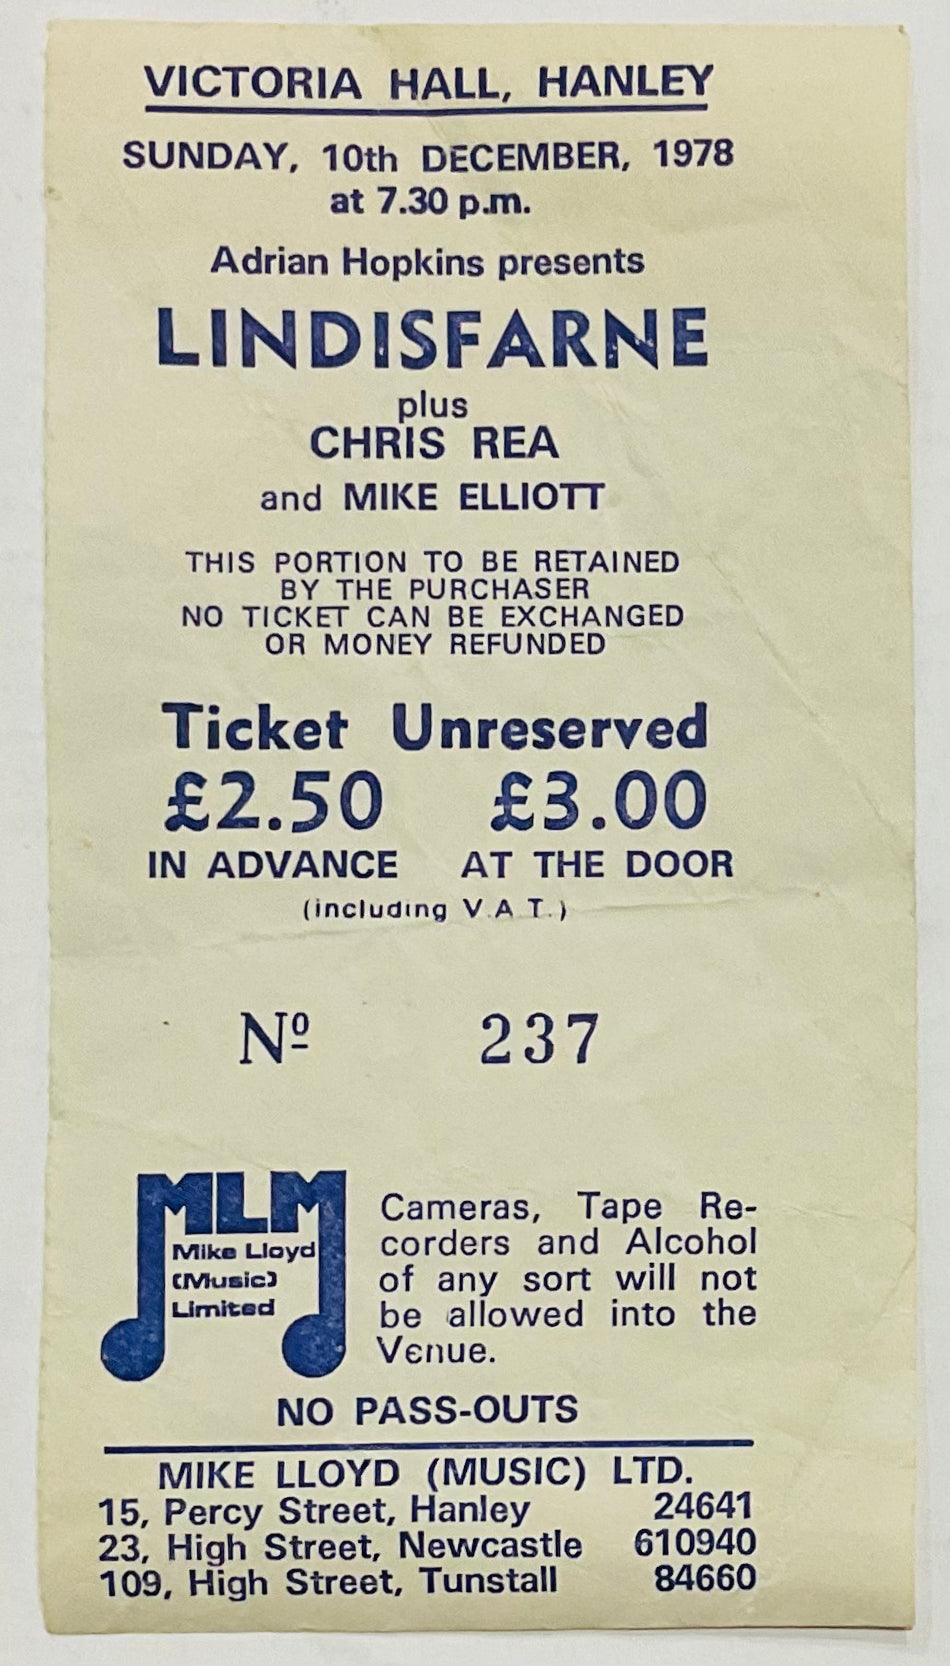 VICTORIA HALL, HANLEY
SUNDAY, 10th DECEMBER, 1978
at 7.30 p.m.
Adrian Hopkins presents
LINDISFARNE
plus
CHRIS REA
and MIKE ELLIOTT
THIS PORTION TO BE RETAINED
BY THE PURCHASER
NO TICKET CAN BE EXCHANGED
OR MONEY REFUNDED
Ticket Unreserved
£2.50 £3.00
IN ADVANCE AT THE DOOR
(including V.A.T.)
Nº 237
MLM
Mike Lloyd
(Music)
Limited
Cameras, Tape Re-
corders and Alcohol
of any sort will not
be allowed into the
Venue.
NO PASS-OUTS
MIKE LLOYD (MUSIC) LTD.
15, Percy Street, Hanley 24641
23, High Street, Newcastle 610940
109, High Street, Tunstall 84660